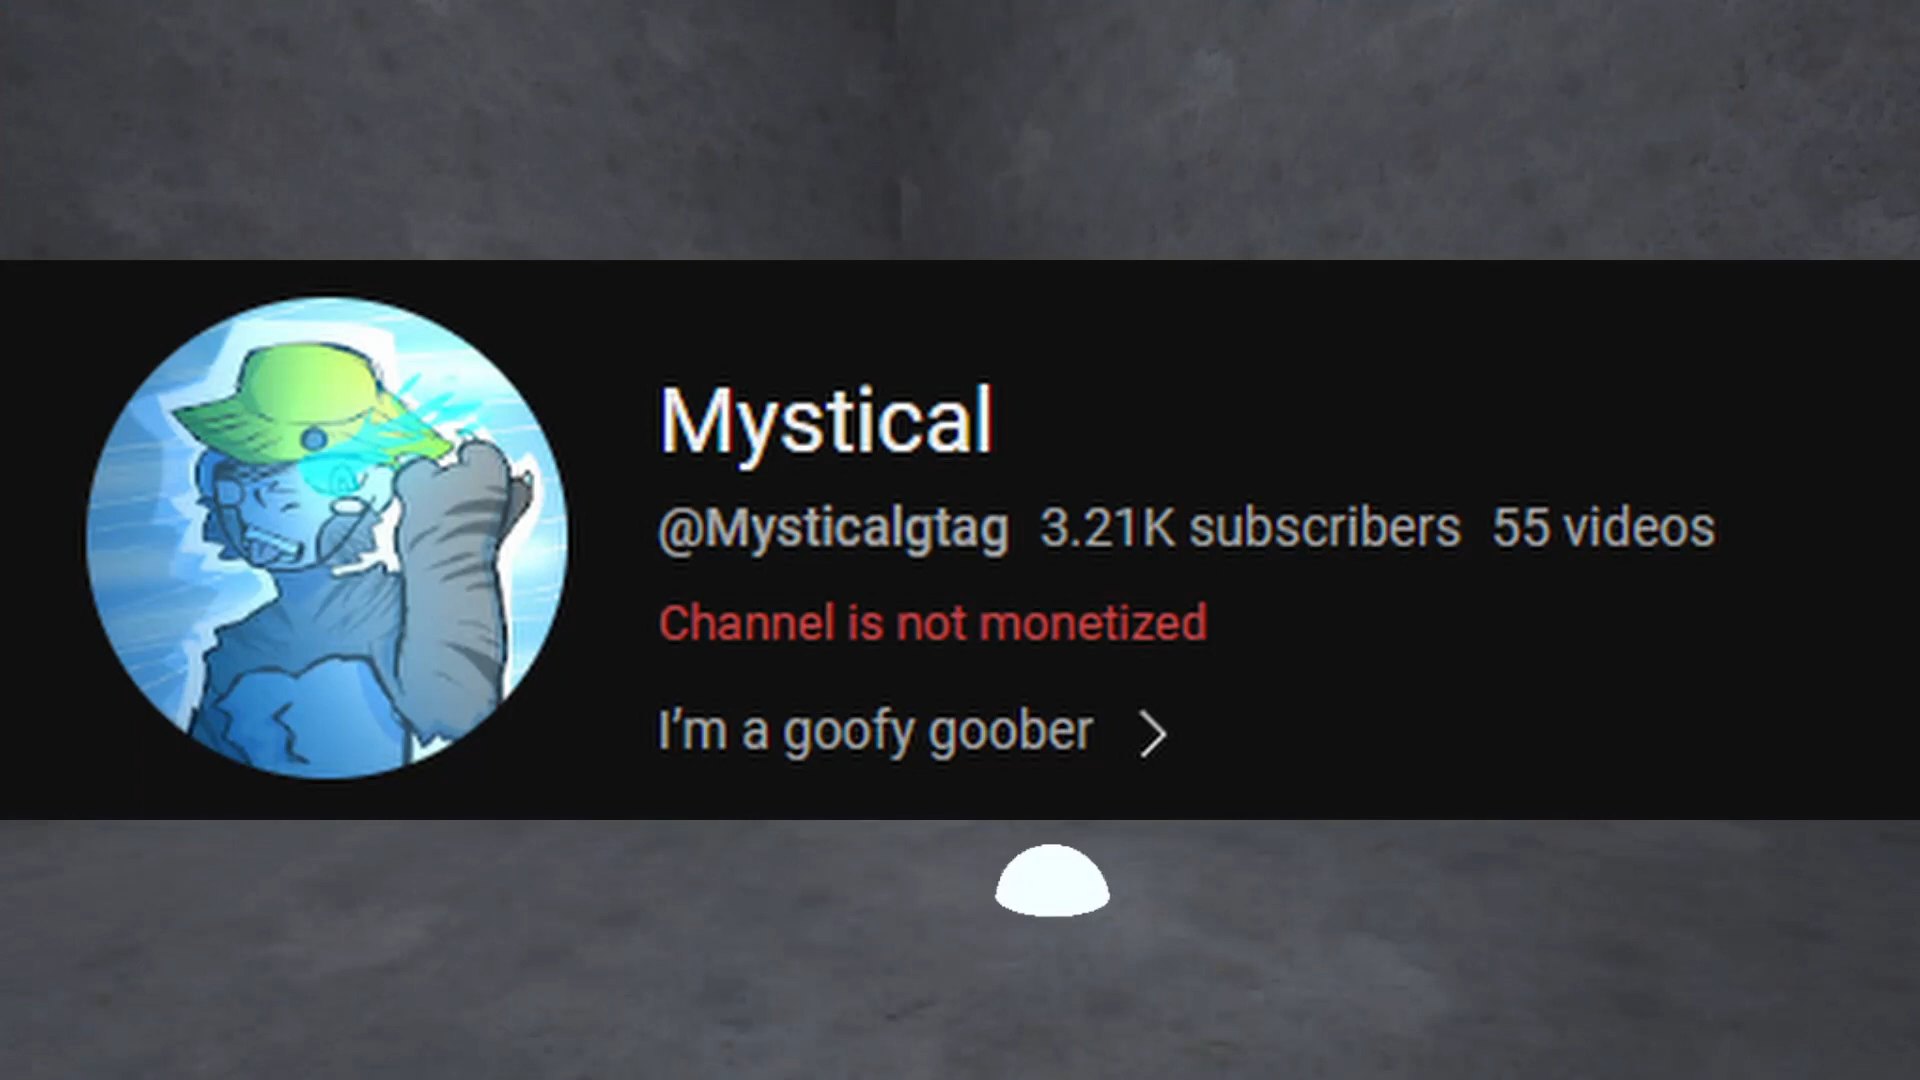 Mystical
@Mysticalgtag 3.21K subscribers 55 videos
Channel is not monetized
I'm a goofy goober